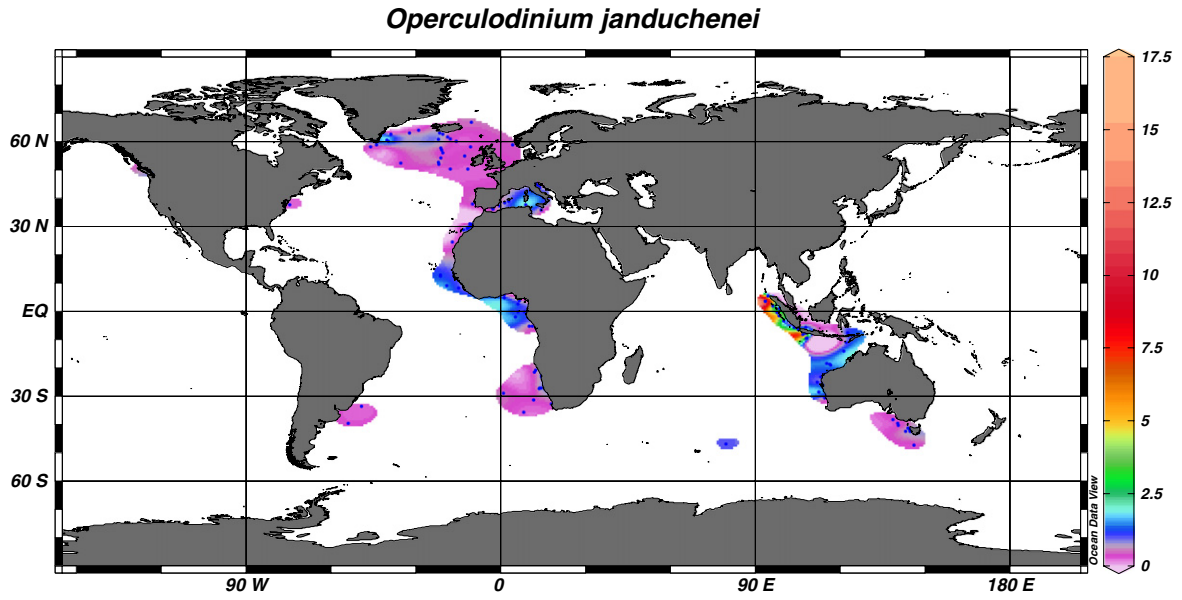 Operculodinium janduchenei
60 N
30 N
EQ
30 S
60 S
90 W
0
90 E
180 E
17.5
15
12.5
10
7.5
5
2.5
0
Ocean Data View